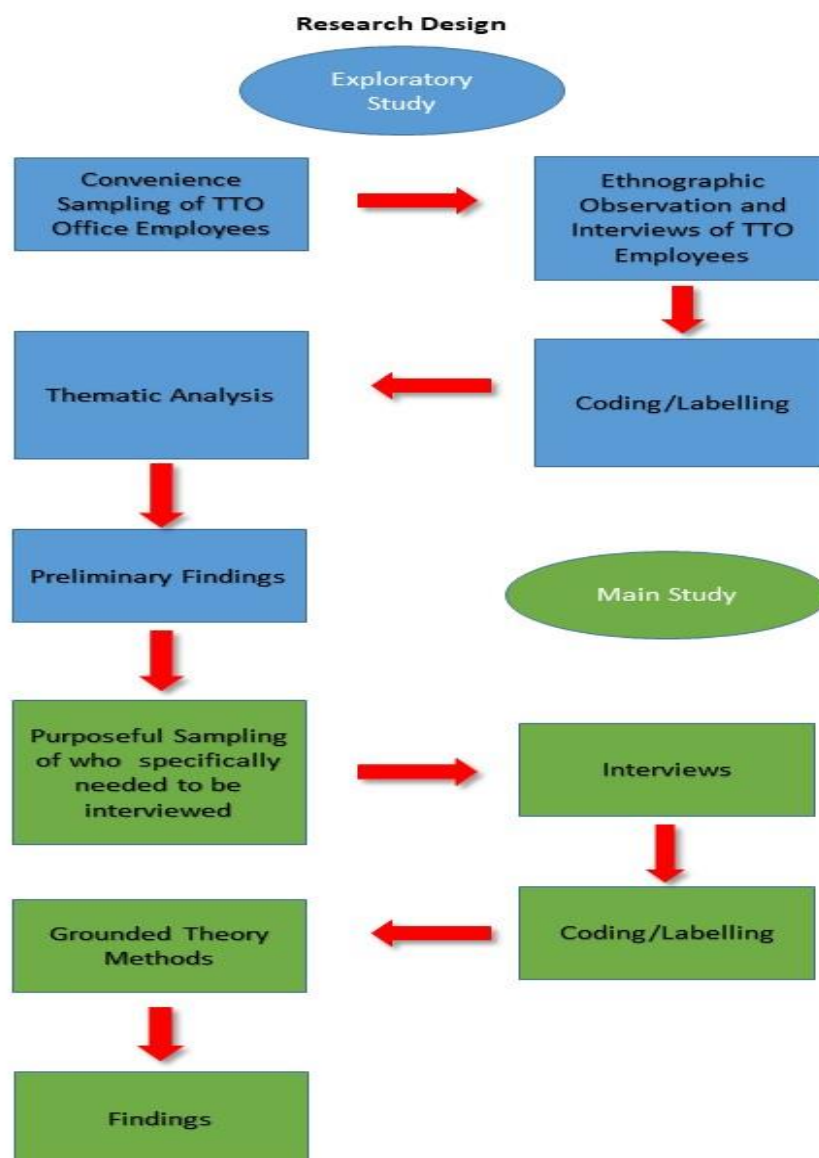 Research Design
Exploratory
Study
Convenience
Sampling of TTO
Office Employees
Ethnographic
Observation and
Interviews of TTO
Employees
Coding/Labelling
Thematic Analysis
Preliminary Findings
Main Study
Purposeful Sampling
of who specifically
needed to be
interviewed
Interviews
Coding/Labelling
Grounded Theory
Methods
Findings